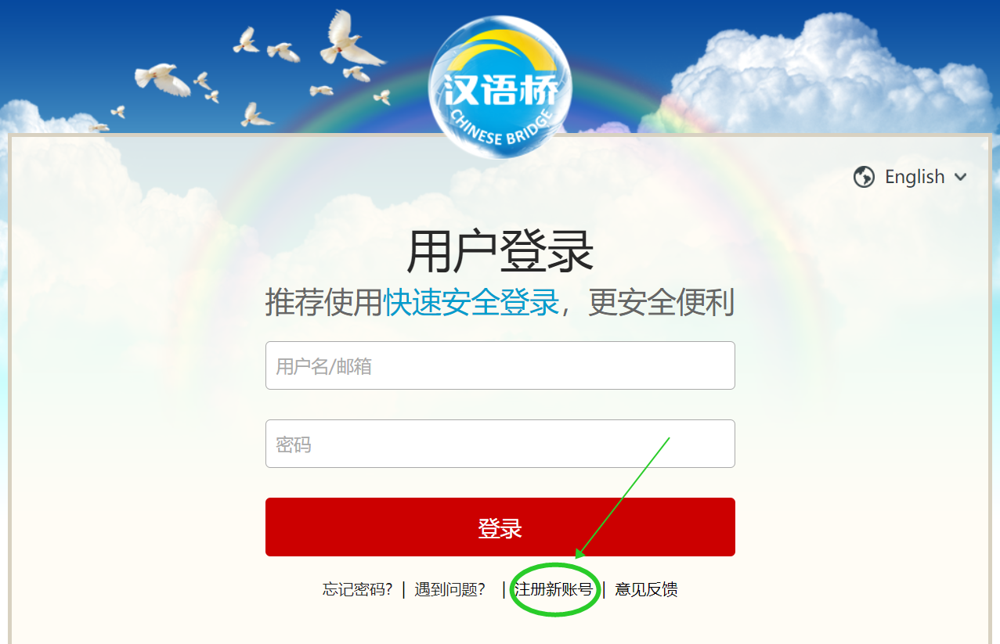 汉语桥
CHINESE BRIDGE
English
用户登录
推荐使用快速安全登录，更安全便利
用户名/邮箱
密码
登录
忘记密码? | 遇到问题? | 注册新账号 | 意见反馈